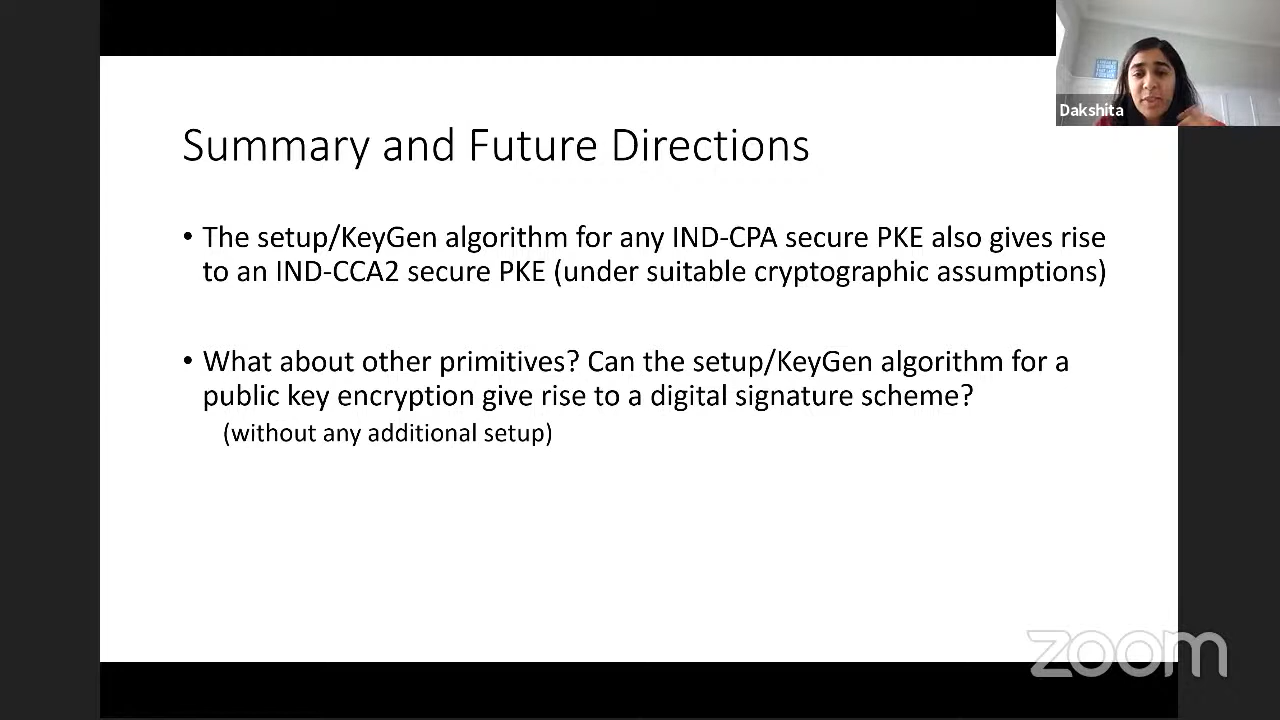 Dakshita
Summary and Future Directions
• The setup/KeyGen algorithm for any IND-CPA secure PKE also gives rise
to an IND-CCA2 secure PKE (under suitable cryptographic assumptions)
• What about other primitives? Can the setup/KeyGen algorithm for a
public key encryption give rise to a digital signature scheme?
(without any additional setup)
zoom